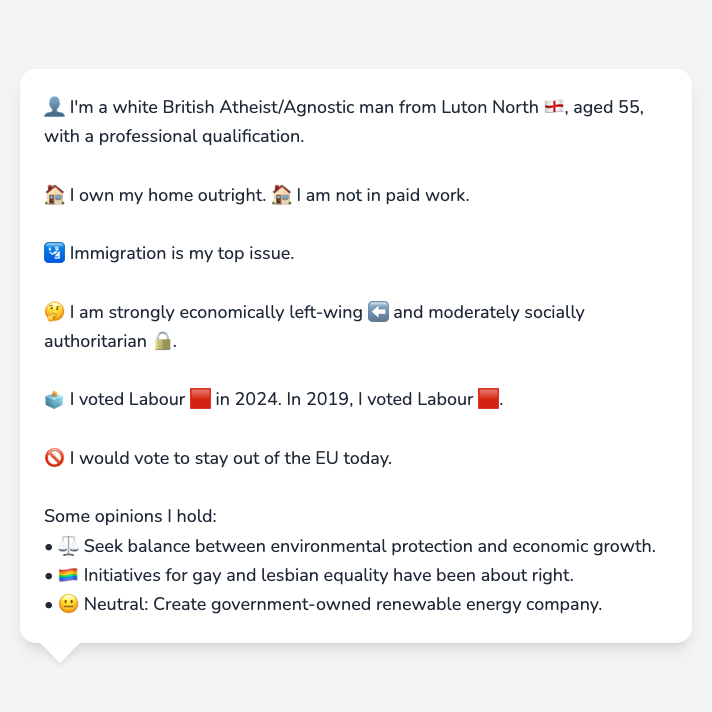 👤 I'm a white British Atheist/Agnostic man from Luton North 🏴󠁧󠁢󠁥󠁮󠁧󠁿, aged 55,
with a professional qualification.
🏠 I own my home outright. 🏠 I am not in paid work.
🛂 Immigration is my top issue.
🤔 I am strongly economically left-wing ⬅️ and moderately socially
authoritarian 🔒.
🗳️ I voted Labour 🟥 in 2024. In 2019, I voted Labour 🟥.
🚫 I would vote to stay out of the EU today.
Some opinions I hold:
• ⚖️ Seek balance between environmental protection and economic growth.
• 🏳️‍🌈 Initiatives for gay and lesbian equality have been about right.
• 😐 Neutral: Create government-owned renewable energy company.